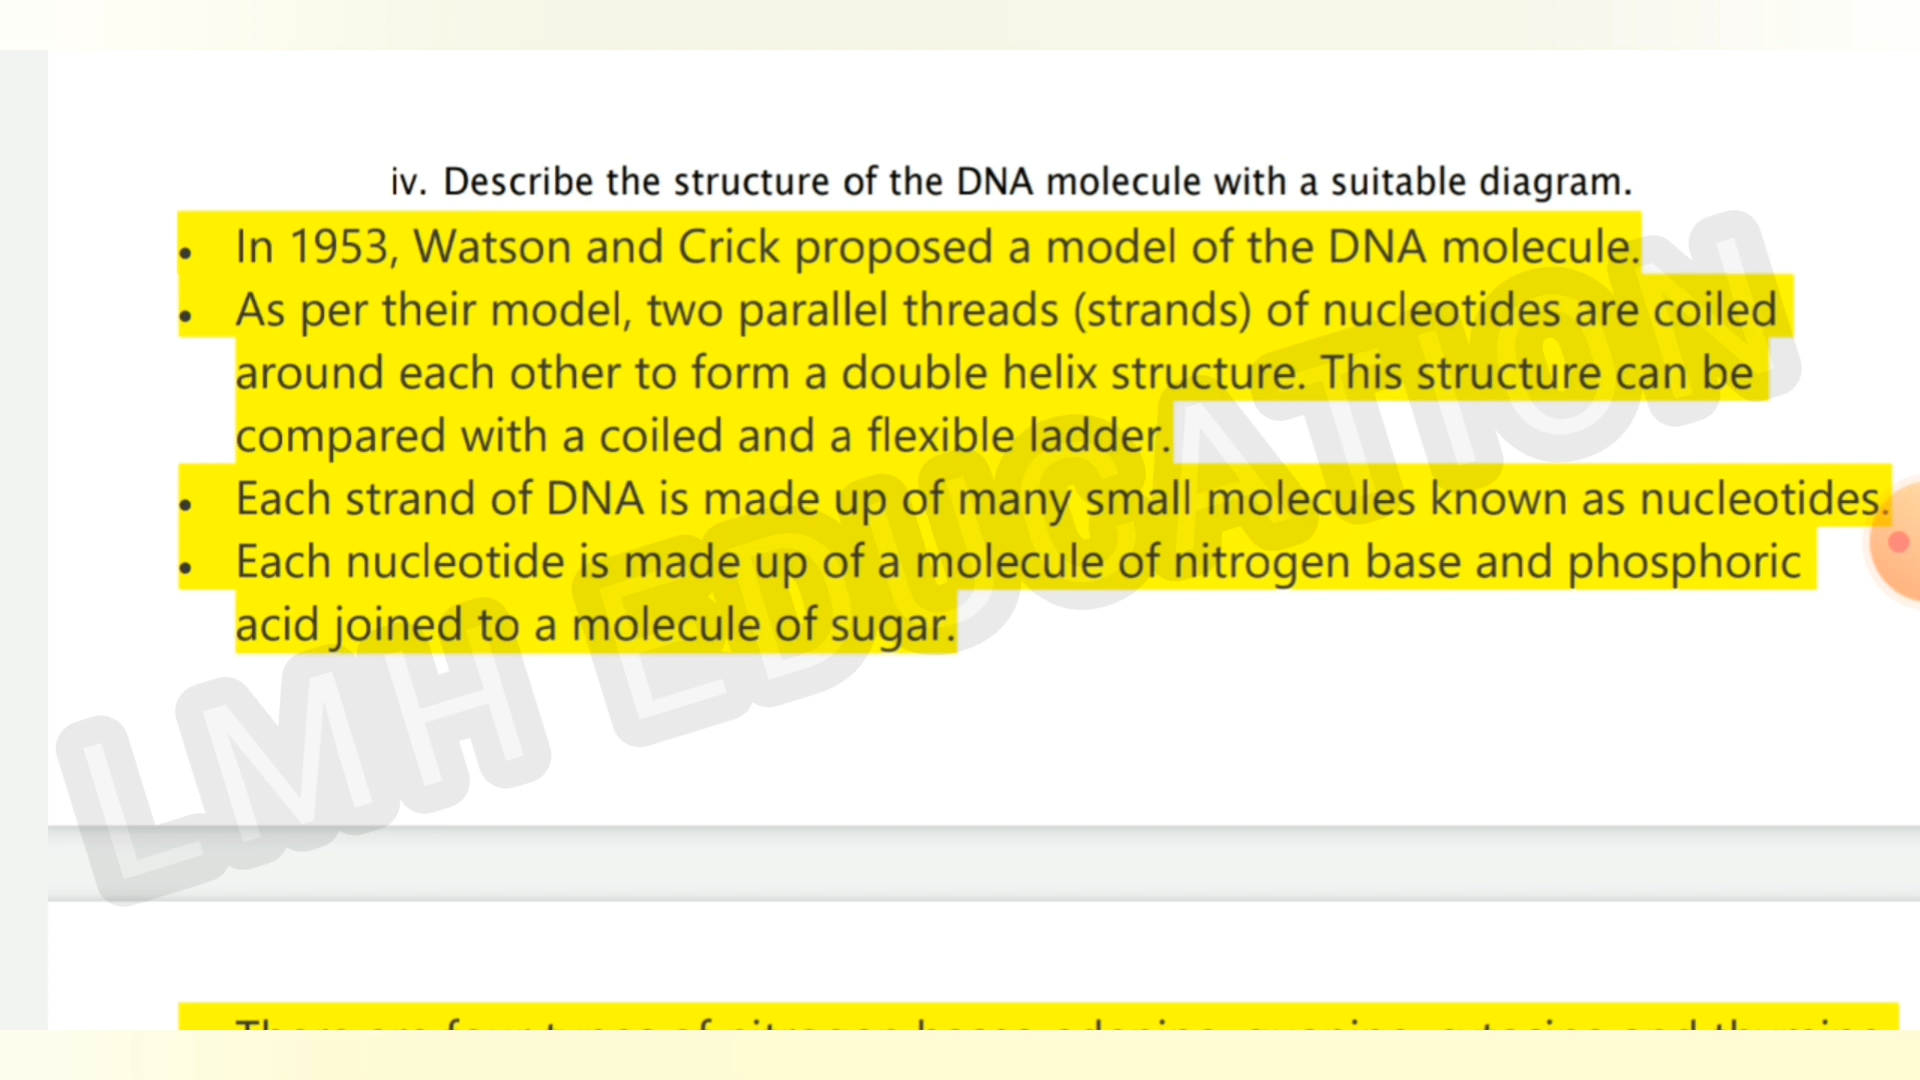 iv. Describe the structure of the DNA molecule with a suitable diagram.
• In 1953, Watson and Crick proposed a model of the DNA molecule.
• As per their model, two parallel threads (strands) of nucleotides are coiled
around each other to form a double helix structure. This structure can be
compared with a coiled and a flexible ladder.
• Each strand of DNA is made up of many small molecules known as nucleotides.
• Each nucleotide is made up of a molecule of nitrogen base and phosphoric
acid joined to a molecule of sugar.
LMH EDUCATION